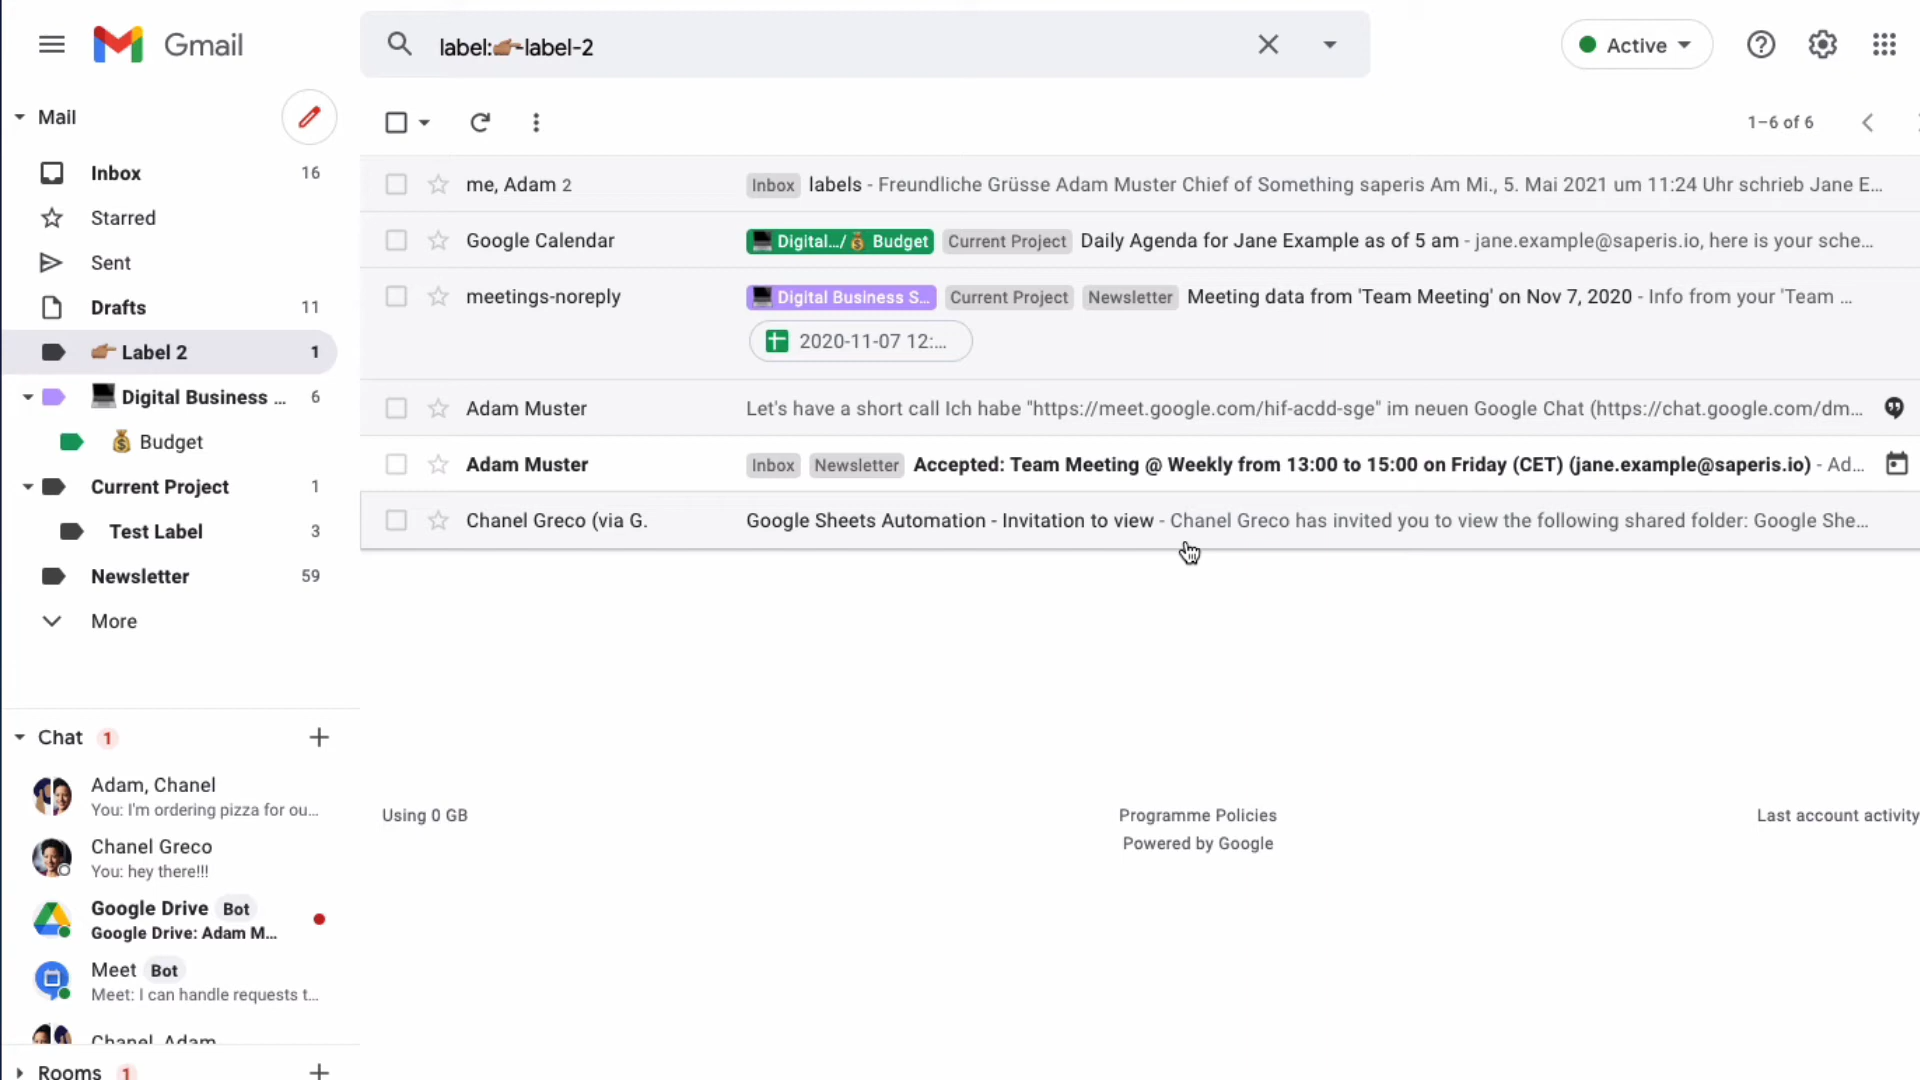 Gmail
label:👉🏽-label-2
Active
Mail
1–6 of 6
Inbox 16
Starred
Sent
Drafts 11
👉🏽 Label 2 1
💻 Digital Business ... 6
💰 Budget
Current Project 1
Test Label 3
Newsletter 59
More
me, Adam 2 Inbox labels - Freundliche Grüsse Adam Muster Chief of Something saperis Am Mi., 5. Mai 2021 um 11:24 Uhr schrieb Jane E...
Google Calendar 💻 Digital.../💰 Budget Current Project Daily Agenda for Jane Example as of 5 am - jane.example@saperis.io, here is your sche...
meetings-noreply 💻 Digital Business S... Current Project Newsletter Meeting data from 'Team Meeting' on Nov 7, 2020 - Info from your 'Team ...
2020-11-07 12:...
Adam Muster Let's have a short call Ich habe "https://meet.google.com/hif-acdd-sge" im neuen Google Chat (https://chat.google.com/dm...
Adam Muster Inbox Newsletter Accepted: Team Meeting @ Weekly from 13:00 to 15:00 on Friday (CET) (jane.example@saperis.io) - Ad...
Chanel Greco (via G. Google Sheets Automation - Invitation to view - Chanel Greco has invited you to view the following shared folder: Google She...
Chat 1
Adam, Chanel
You: I'm ordering pizza for ou...
Chanel Greco
You: hey there!!!
Google Drive Bot
Google Drive: Adam M...
Meet Bot
Meet: I can handle requests t...
Chanel, Adam
Rooms 1
Using 0 GB
Programme Policies
Powered by Google
Last account activity